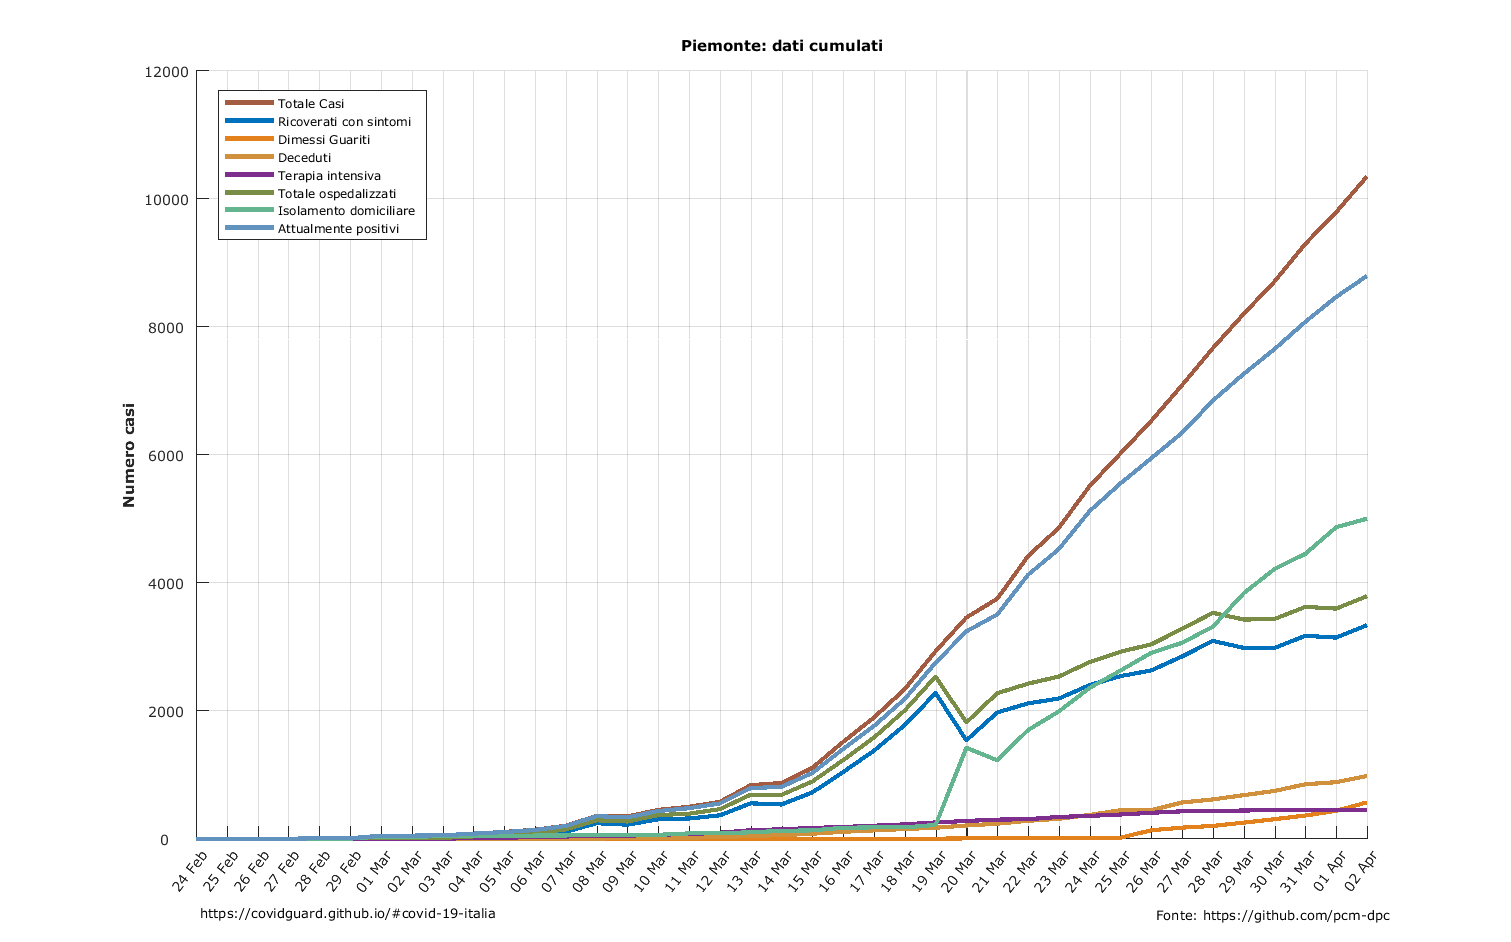 Piemonte: dati cumulati
12000
10000
8000
6000
4000
2000
0
Numero casi
Totale Casi
Ricoverati con sintomi
Dimessi Guariti
Deceduti
Terapia intensiva
Totale ospedalizzati
Isolamento domiciliare
Attualmente positivi
24 Feb
25 Feb
26 Feb
27 Feb
28 Feb
29 Feb
01 Mar
02 Mar
03 Mar
04 Mar
05 Mar
06 Mar
07 Mar
08 Mar
09 Mar
10 Mar
11 Mar
12 Mar
13 Mar
14 Mar
15 Mar
16 Mar
17 Mar
18 Mar
19 Mar
20 Mar
21 Mar
22 Mar
23 Mar
24 Mar
25 Mar
26 Mar
27 Mar
28 Mar
29 Mar
30 Mar
31 Mar
01 Apr
02 Apr
https://covidguard.github.io/#covid-19-italia
Fonte: https://github.com/pcm-dpc